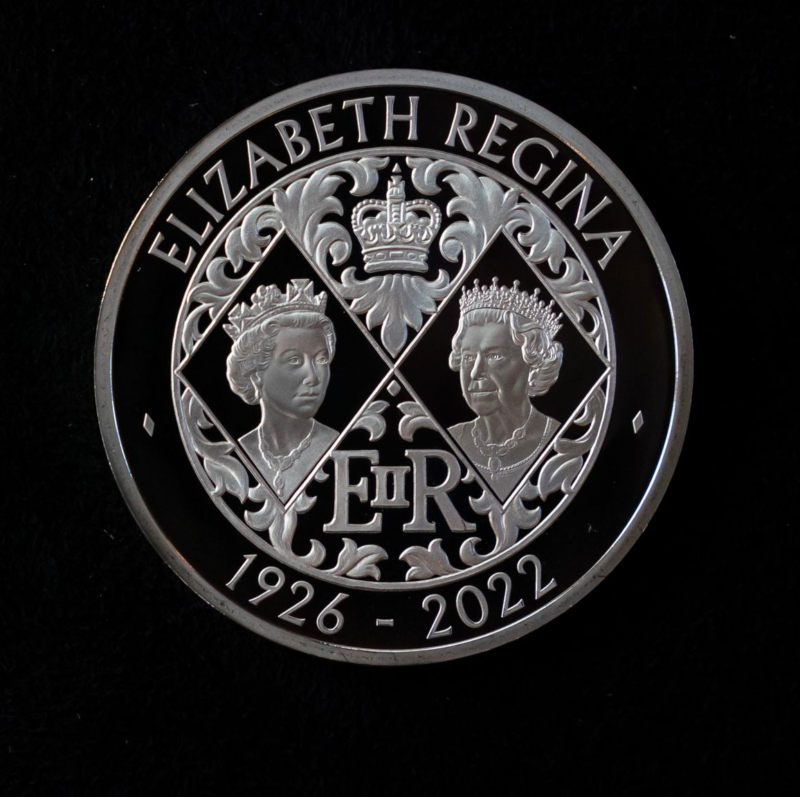 ELIZABETH REGINA
EIIR
1926 - 2022